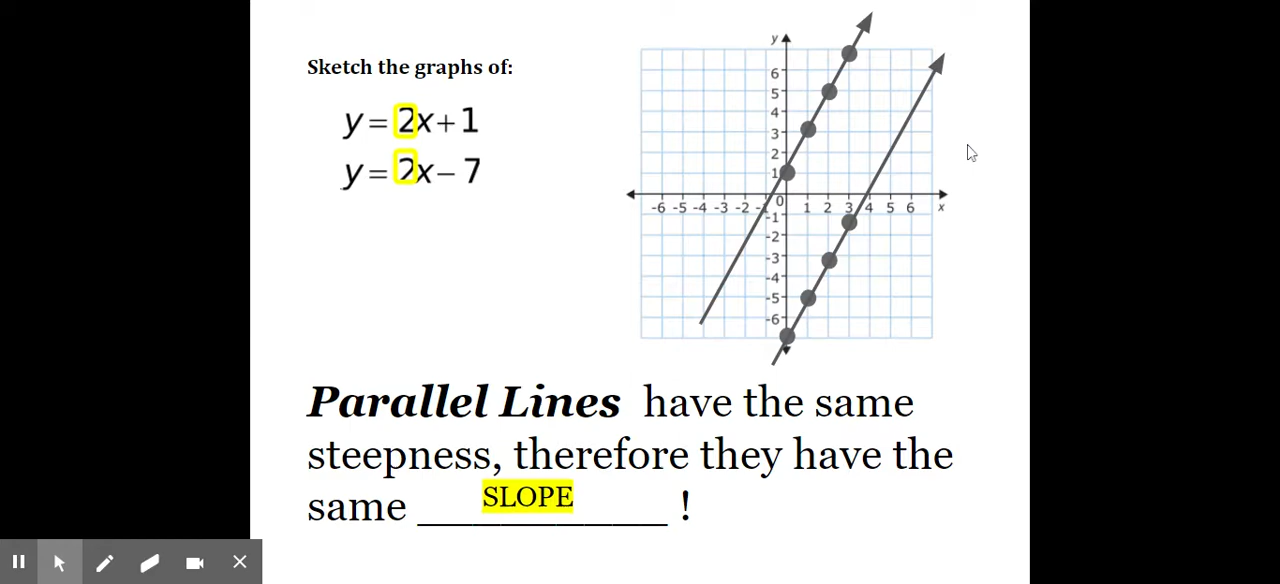 Sketch the graphs of:
y = 2x + 1
y = 2x − 7
y
6
5
4
3
2
1
-6 -5 -4 -3 -2 -1 0 1 2 3 4 5 6 x
-1
-2
-3
-4
-5
-6
Parallel Lines have the same
steepness, therefore they have the
same __________ !
SLOPE